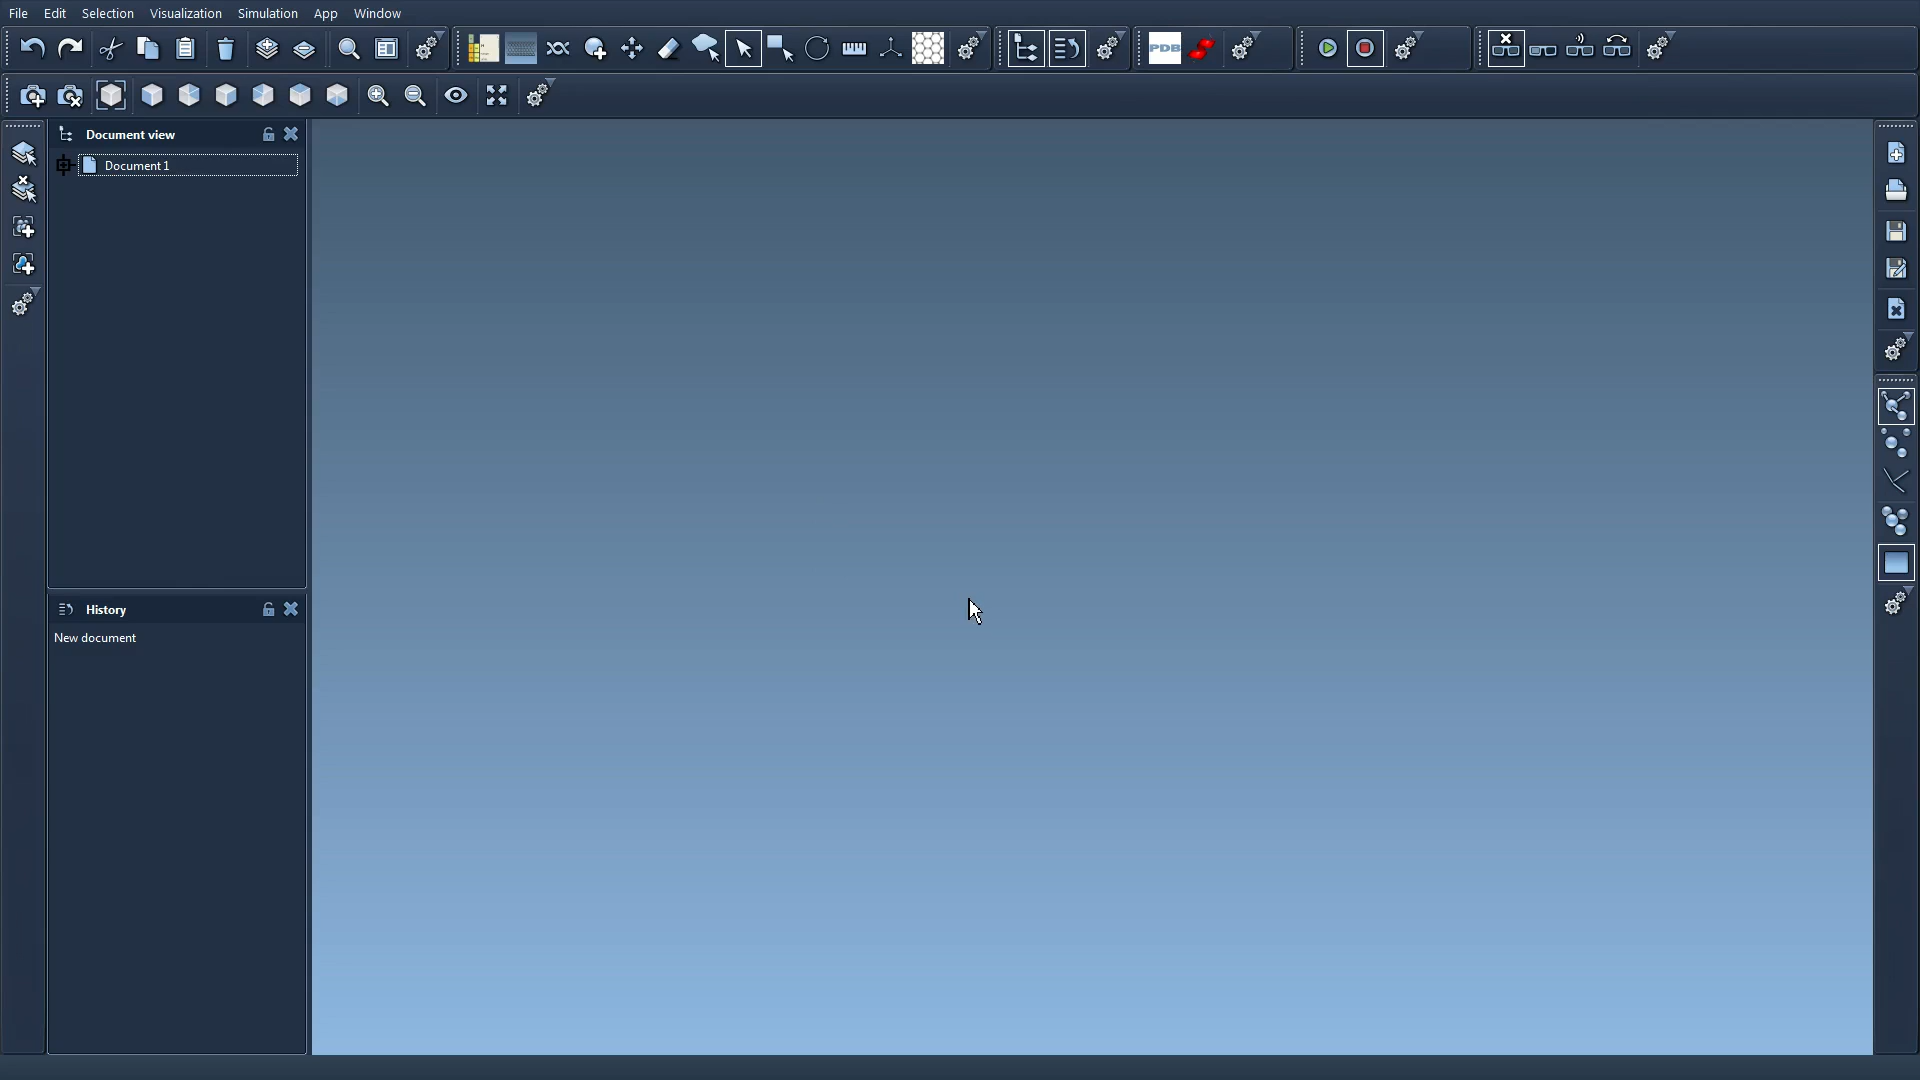 File Edit Selection Visualization Simulation App Window
PDB
Document view
Document 1
History
New document